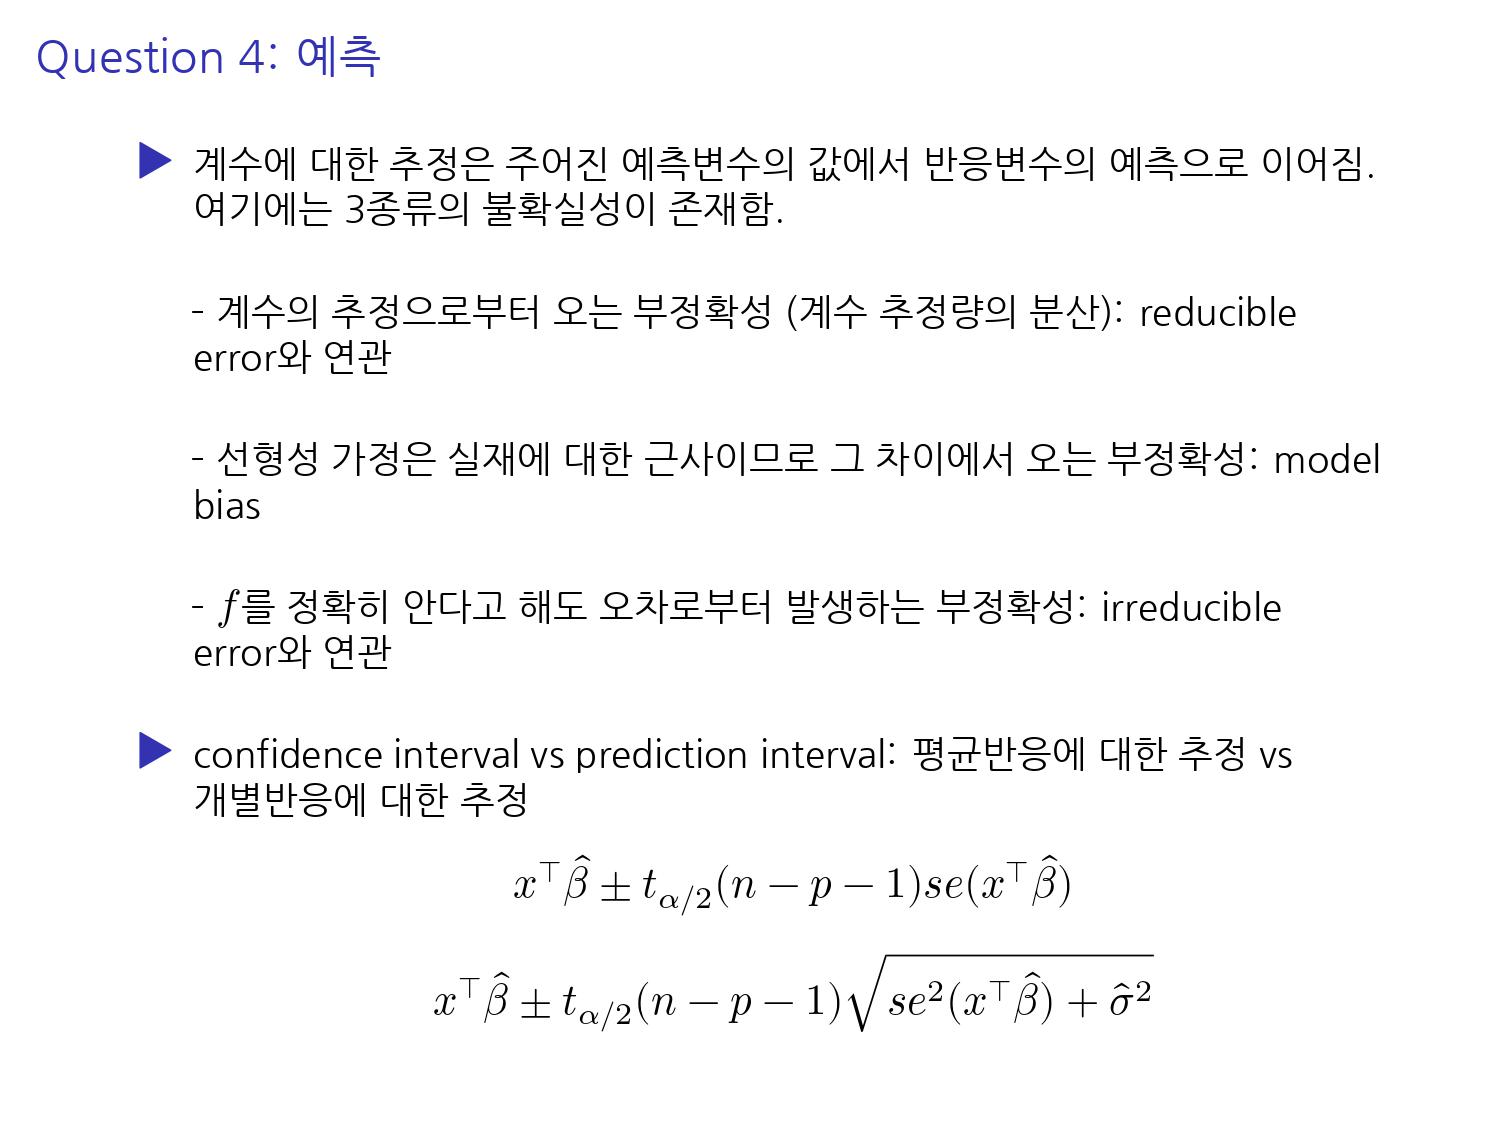 Question 4: 예측
▶ 계수에 대한 추정은 주어진 예측변수의 값에서 반응변수의 예측으로 이어짐.
여기에는 3종류의 불확실성이 존재함.
- 계수의 추정으로부터 오는 부정확성 (계수 추정량의 분산): reducible
error와 연관
- 선형성 가정은 실재에 대한 근사이므로 그 차이에서 오는 부정확성: model
bias
- $f$를 정확히 안다고 해도 오차로부터 발생하는 부정확성: irreducible
error와 연관
▶ confidence interval vs prediction interval: 평균반응에 대한 추정 vs
개별반응에 대한 추정
$x^\top \hat{\beta} \pm t_{\alpha/2}(n-p-1)se(x^\top \hat{\beta})$
$x^\top \hat{\beta} \pm t_{\alpha/2}(n-p-1)\sqrt{se^2(x^\top \hat{\beta}) + \hat{\sigma}^2}$